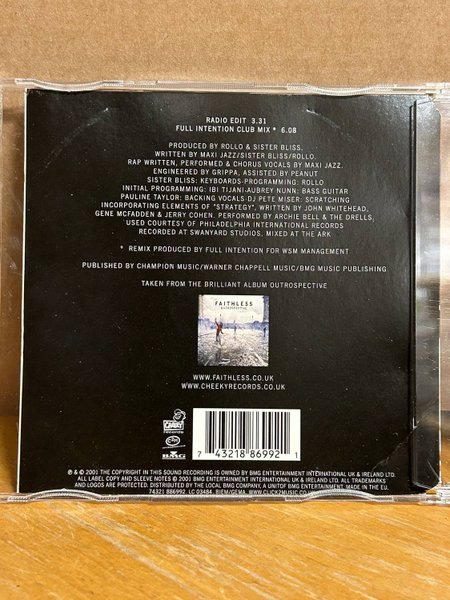 RADIO EDIT 3.31
FULL INTENTION CLUB MIX * 6.08
PRODUCED BY ROLLO & SISTER BLISS.
WRITTEN BY MAXI JAZZ/SISTER BLISS/ROLLO.
RAP WRITTEN, PERFORMED & CHORUS VOCALS BY MAXI JAZZ.
ENGINEERED BY GRIPPA, ASSISTED BY PEANUT
SISTER BLISS: KEYBOARDS-PROGRAMMING: ROLLO
INITIAL PROGRAMMING: IBI TIJANI-AUBREY NUNN: BASS GUITAR
PAULINE TAYLOR: BACKING VOCALS DJ PETE MISER: SCRATCHING
INCORPORATING ELEMENTS OF "STRATEGY", WRITTEN BY JOHN WHITEHEAD,
GENE MCFADDEN & JERRY COHEN. PERFORMED BY ARCHIE BELL & THE DRELLS,
USED COURTESY OF PHILADELPHIA INTERNATIONAL RECORDS
RECORDED AT SWANYARD STUDIOS, MIXED AT THE ARK
* REMIX PRODUCED BY FULL INTENTION FOR WSM MANAGEMENT
PUBLISHED BY CHAMPION MUSIC/WARNER CHAPPELL MUSIC/BMG MUSIC PUBLISHING
TAKEN FROM THE BRILLIANT ALBUM OUTROSPECTIVE
FAITHLESS
OUTROSPECTIVE
WWW.FAITHLESS.CO.UK
WWW.CHEEKYRECORDS.CO.UK
CHEEKY
records
BMG
7 43218 86992 1
℗ & © 2001 THE COPYRIGHT IN THIS SOUND RECORDING IS OWNED BY BMG ENTERTAINMENT INTERNATIONAL UK & IRELAND LTD.
ALL LABEL COPY AND SLEEVE NOTES © 2001 BMG ENTERTAINMENT INTERNATIONAL UK & IRELAND LTD. ALL TRADEMARKS
AND LOGOS ARE PROTECTED. DISTRIBUTED BY THE LOCAL BMG COMPANY, A UNITOF BMG ENTERTAINMENT. MADE IN THE EU.
74321 886992. LC 03484. BIEM/GEMA. WWW.CLICK2MUSIC.CO.UK